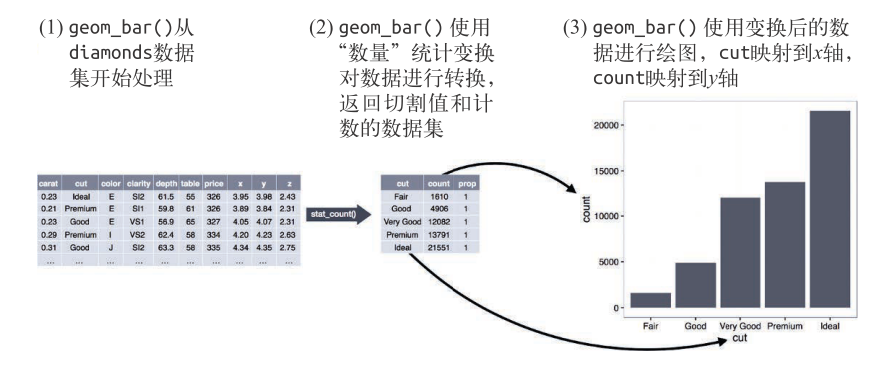 (1) geom_bar()从
diamonds数据
集开始处理
(2) geom_bar() 使用
“数量”统计变换
对数据进行转换，
返回切割值和计
数的数据集
(3) geom_bar() 使用变换后的数
据进行绘图，cut映射到x轴，
count映射到y轴
carat cut color clarity depth table price x y z
0.23 Ideal E SI2 61.5 55 326 3.95 3.98 2.43
0.21 Premium E SI1 59.8 61 326 3.89 3.84 2.31
0.23 Good E VS1 56.9 65 327 4.05 4.07 2.31
0.29 Premium I VS2 62.4 58 334 4.20 4.23 2.63
0.31 Good J SI2 63.3 58 335 4.34 4.35 2.75
... ... ... ... ... ... ... ... ... ...
stat_count()
cut count prop
Fair 1610 1
Good 4906 1
Very Good 12082 1
Premium 13791 1
Ideal 21551 1
count
20000
15000
10000
5000
0
Fair Good Very Good Premium Ideal
cut